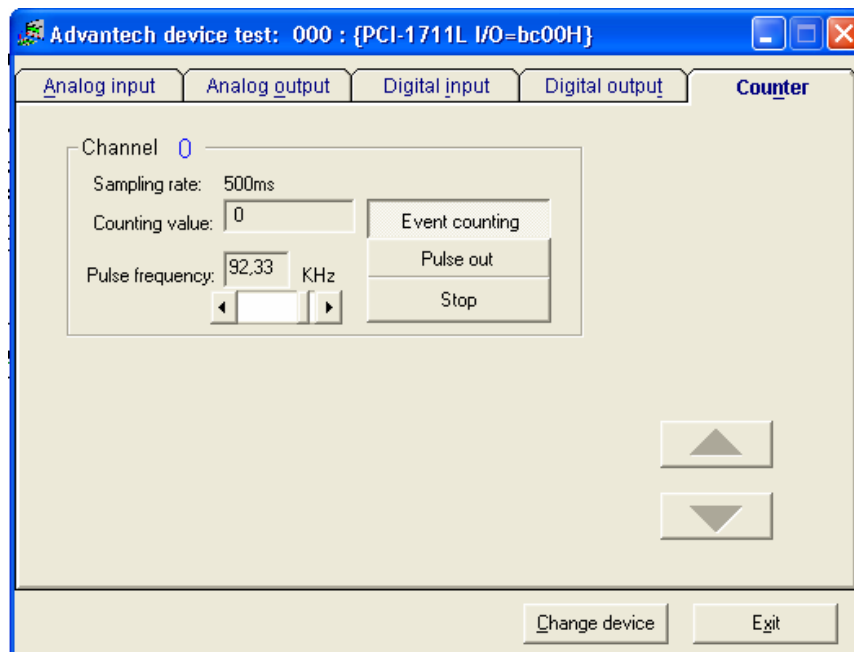 Advantech device test: 000 : {PCI-1711L I/O=bc00H}
Analog input Analog output Digital input Digital output Counter
Channel 0
Sampling rate: 500ms
Counting value: 0
Event counting
Pulse out
Pulse frequency: 92,33 KHz
Stop
Change device Exit